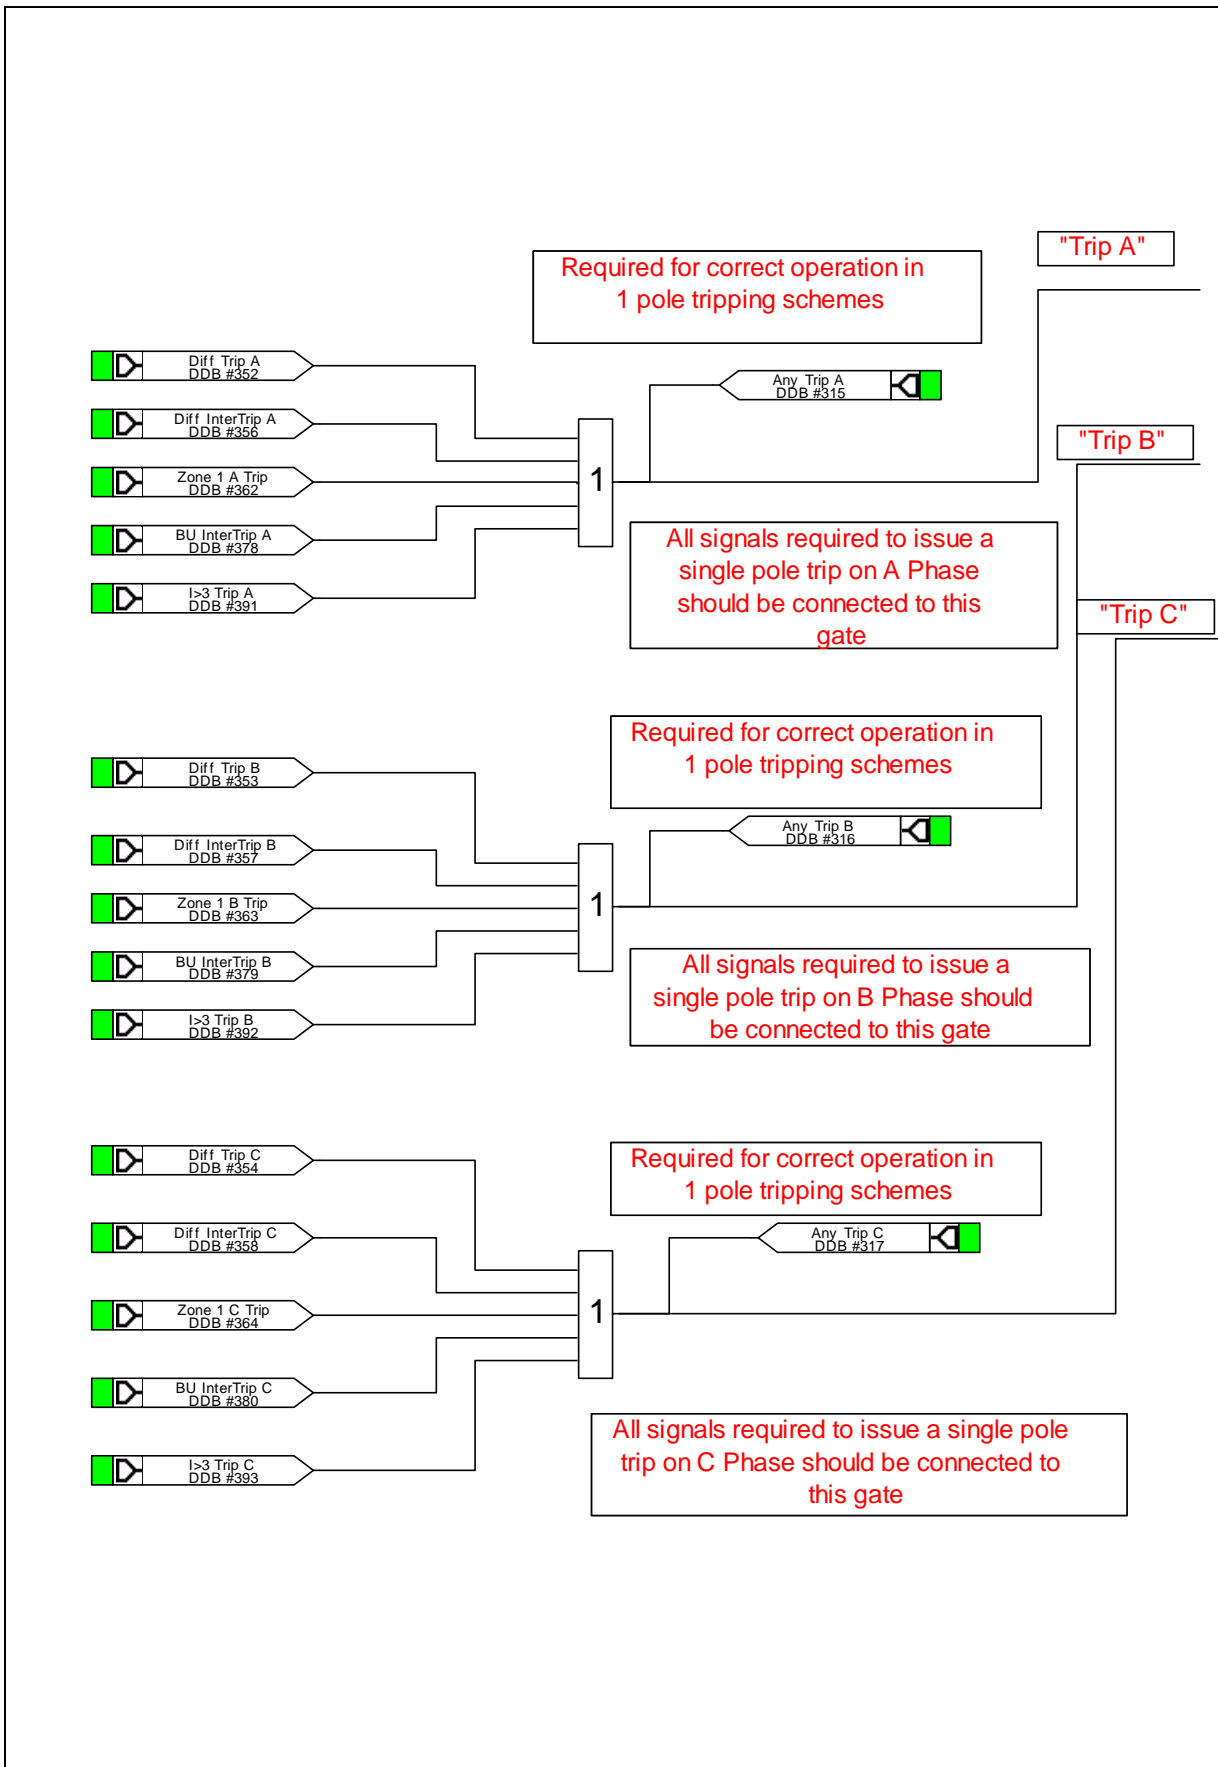 "Trip A"
Required for correct operation in
1 pole tripping schemes
Diff Trip A
DDB #352
Any Trip A
DDB #315
Diff InterTrip A
DDB #356
"Trip B"
Zone 1 A Trip
DDB #362
1
BU InterTrip A
DDB #378
All signals required to issue a
single pole trip on A Phase
should be connected to this
gate
I>3 Trip A
DDB #391
"Trip C"
Required for correct operation in
1 pole tripping schemes
Diff Trip B
DDB #353
Any Trip B
DDB #316
Diff InterTrip B
DDB #357
Zone 1 B Trip
DDB #363
1
BU InterTrip B
DDB #379
All signals required to issue a
single pole trip on B Phase should
be connected to this gate
I>3 Trip B
DDB #392
Diff Trip C
DDB #354
Required for correct operation in
1 pole tripping schemes
Diff InterTrip C
DDB #358
Any Trip C
DDB #317
Zone 1 C Trip
DDB #364
1
BU InterTrip C
DDB #380
All signals required to issue a single pole
trip on C Phase should be connected to
this gate
I>3 Trip C
DDB #393